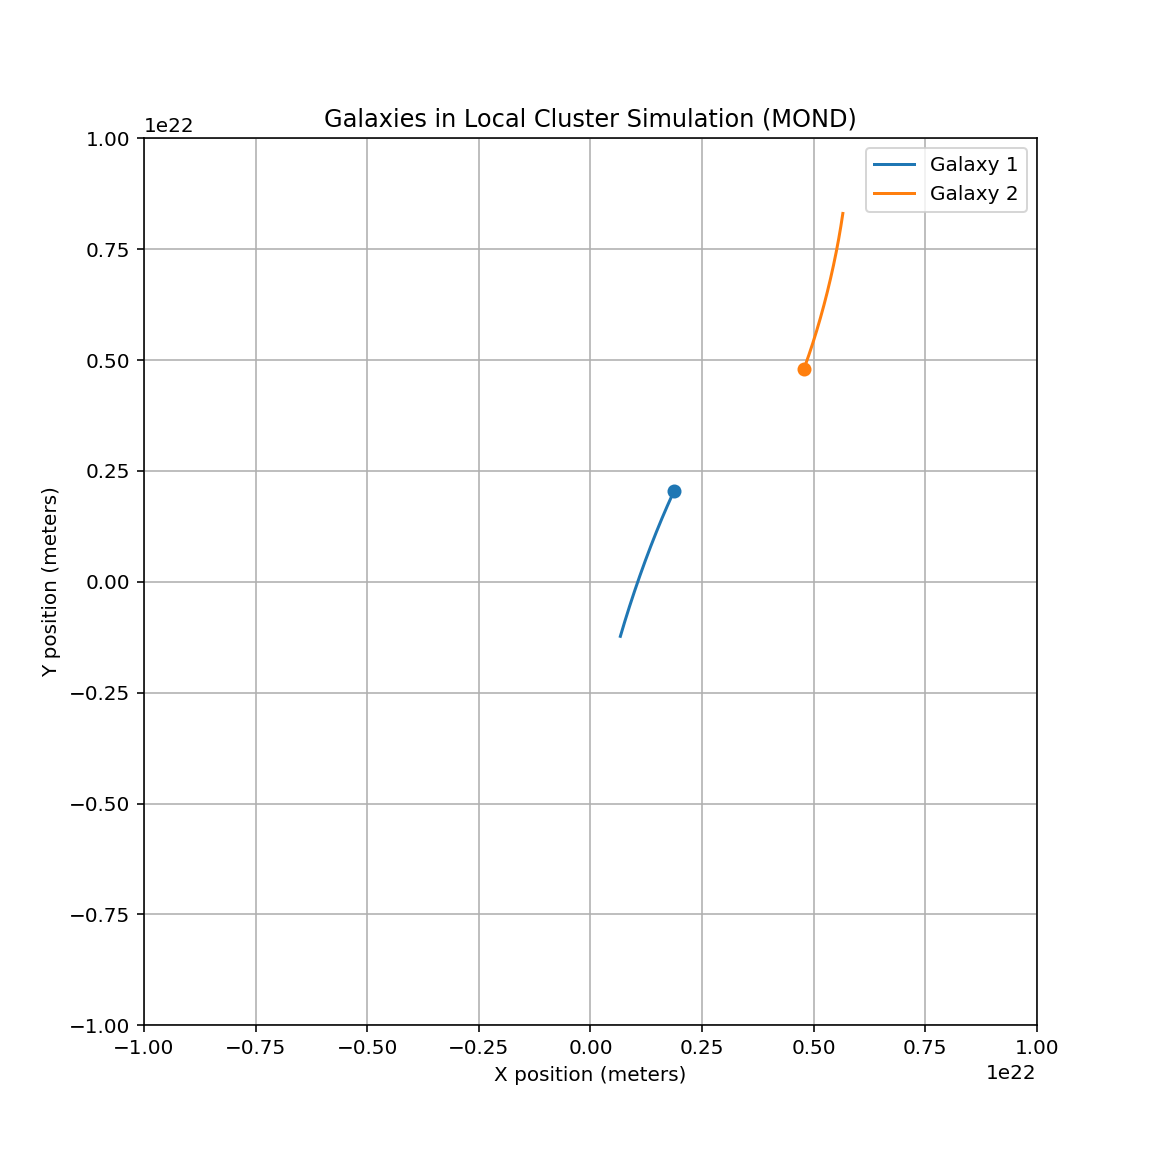 Galaxies in Local Cluster Simulation (MOND)
1e22
Galaxy 1
Galaxy 2
1.00
0.75
0.50
0.25
0.00
−0.25
−0.50
−0.75
−1.00
Y position (meters)
−1.00 −0.75 −0.50 −0.25 0.00 0.25 0.50 0.75 1.00
X position (meters)
1e22